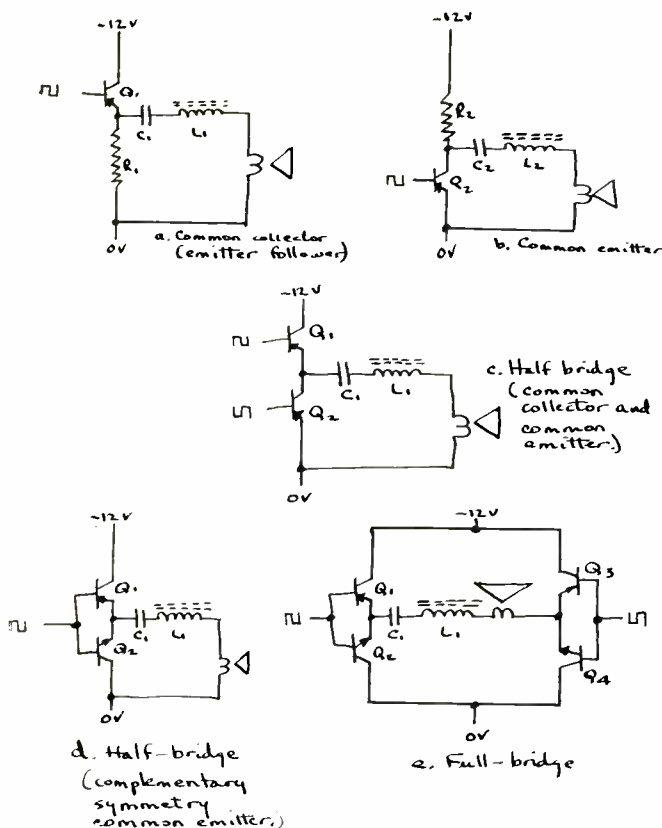 -12V
Q1
C1
L1
R1
0V
a. Common collector
(emitter follower)
-12V
R2
C2
L2
Q2
0V
b. Common emitter
-12V
Q1
C1
L1
Q2
0V
c. Half bridge
(common
collector and
common
emitter.)
-12V
Q1
C1
L1
Q2
0V
d. Half-bridge
(complementary
symmetry
common emitter.)
-12V
Q1
Q3
C1
L1
Q2
Q4
0V
e. Full-bridge